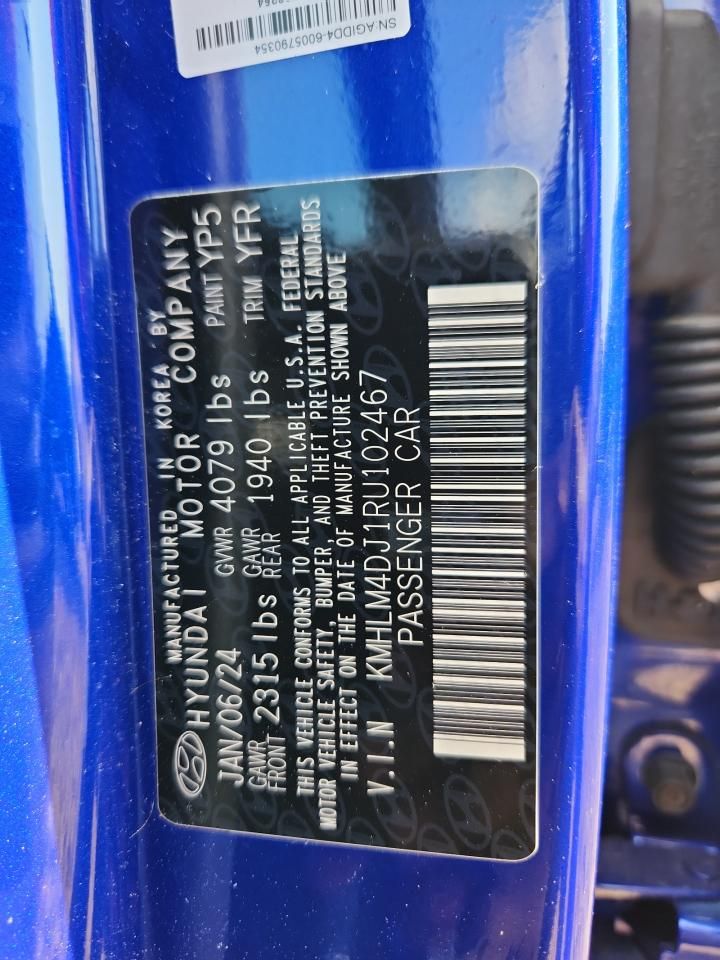 SN:AGIDD4-6005790354
MANUFACTURED IN KOREA BY
HYUNDAI MOTOR COMPANY
JAN/06/24 GVWR 4079 lbs PAINT YP5
GAWR FRONT 2315 lbs GAWR REAR 1940 lbs TRIM YFR
THIS VEHICLE CONFORMS TO ALL APPLICABLE U.S.A. FEDERAL
MOTOR VEHICLE SAFETY, BUMPER, AND THEFT PREVENTION STANDARDS
IN EFFECT ON THE DATE OF MANUFACTURE SHOWN ABOVE
V.I.N KMHLM4DJ1RU102467
PASSENGER CAR